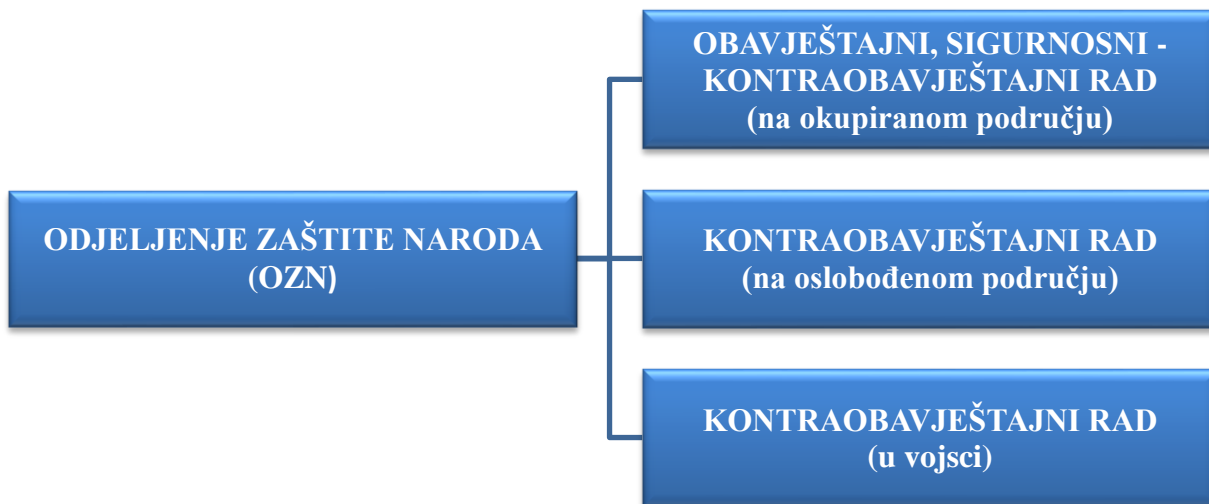 OBAVJEŠTAJNI, SIGURNOSNI -
KONTRAOBAVJEŠTAJNI RAD
(na okupiranom području)
ODJELJENJE ZAŠTITE NARODA
(OZN)
KONTRAOBAVJEŠTAJNI RAD
(na oslobođenom području)
KONTRAOBAVJEŠTAJNI RAD
(u vojsci)